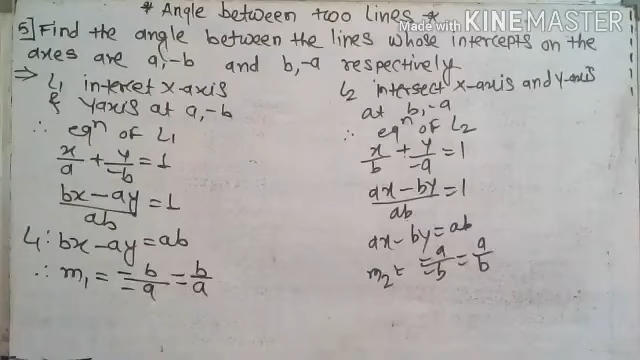 * Angle between two Lines *
Made with KINEMASTER
5] Find the angle between the lines whose intercepts on the
axes are a,-b and b,-a respectively.
⇒ L₁ intercet X-axis
& Yaxis at a,-b
∴ eqⁿ of L₁
x/a + y/-b = 1
bx-ay/ab = 1
L₁: bx-ay=ab
∴ m₁ = -b/-a = b/a
L₂ intersect X-axis and Y-axis
at b,-a
∴ eqⁿ of L₂
x/b + y/-a = 1
ax-by/ab = 1
ax-by=ab
m₂ = -a/-b = a/b